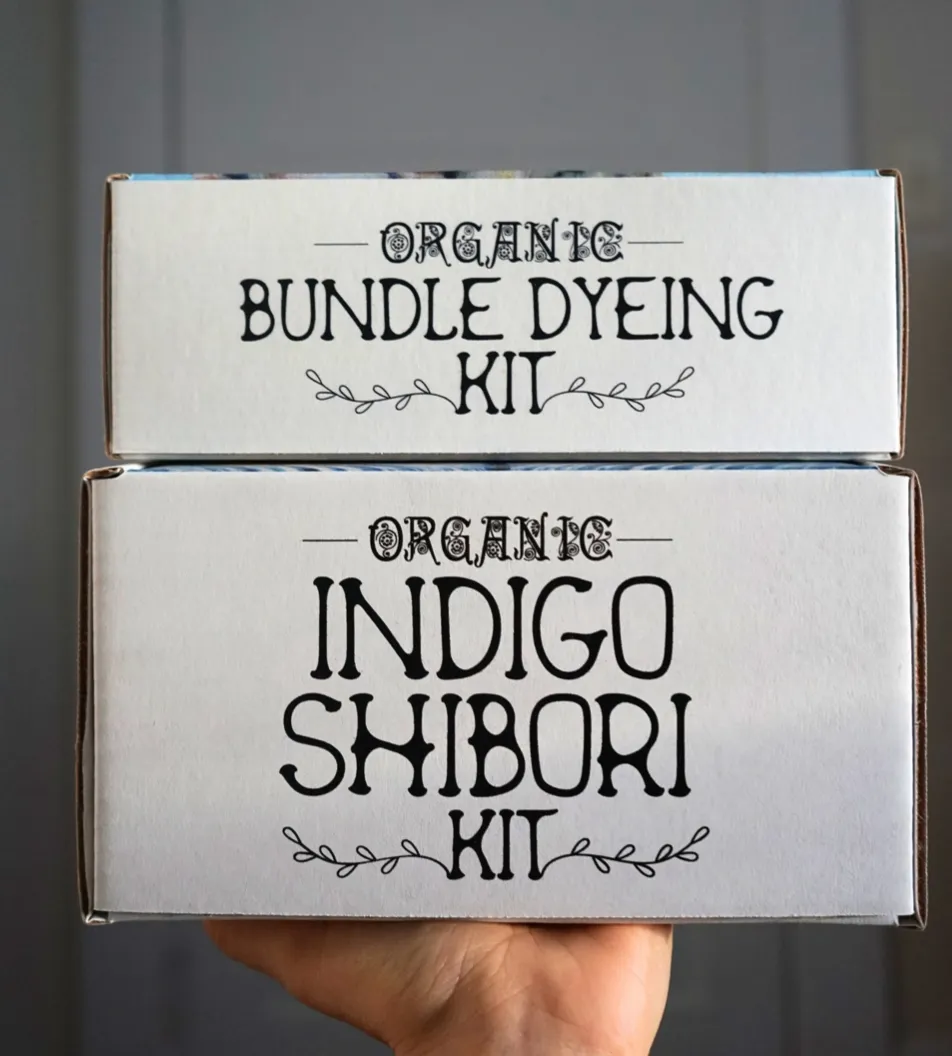 ORGANIC
BUNDLE DYEING
KIT
ORGANIC
INDIGO
SHIBORI
KIT